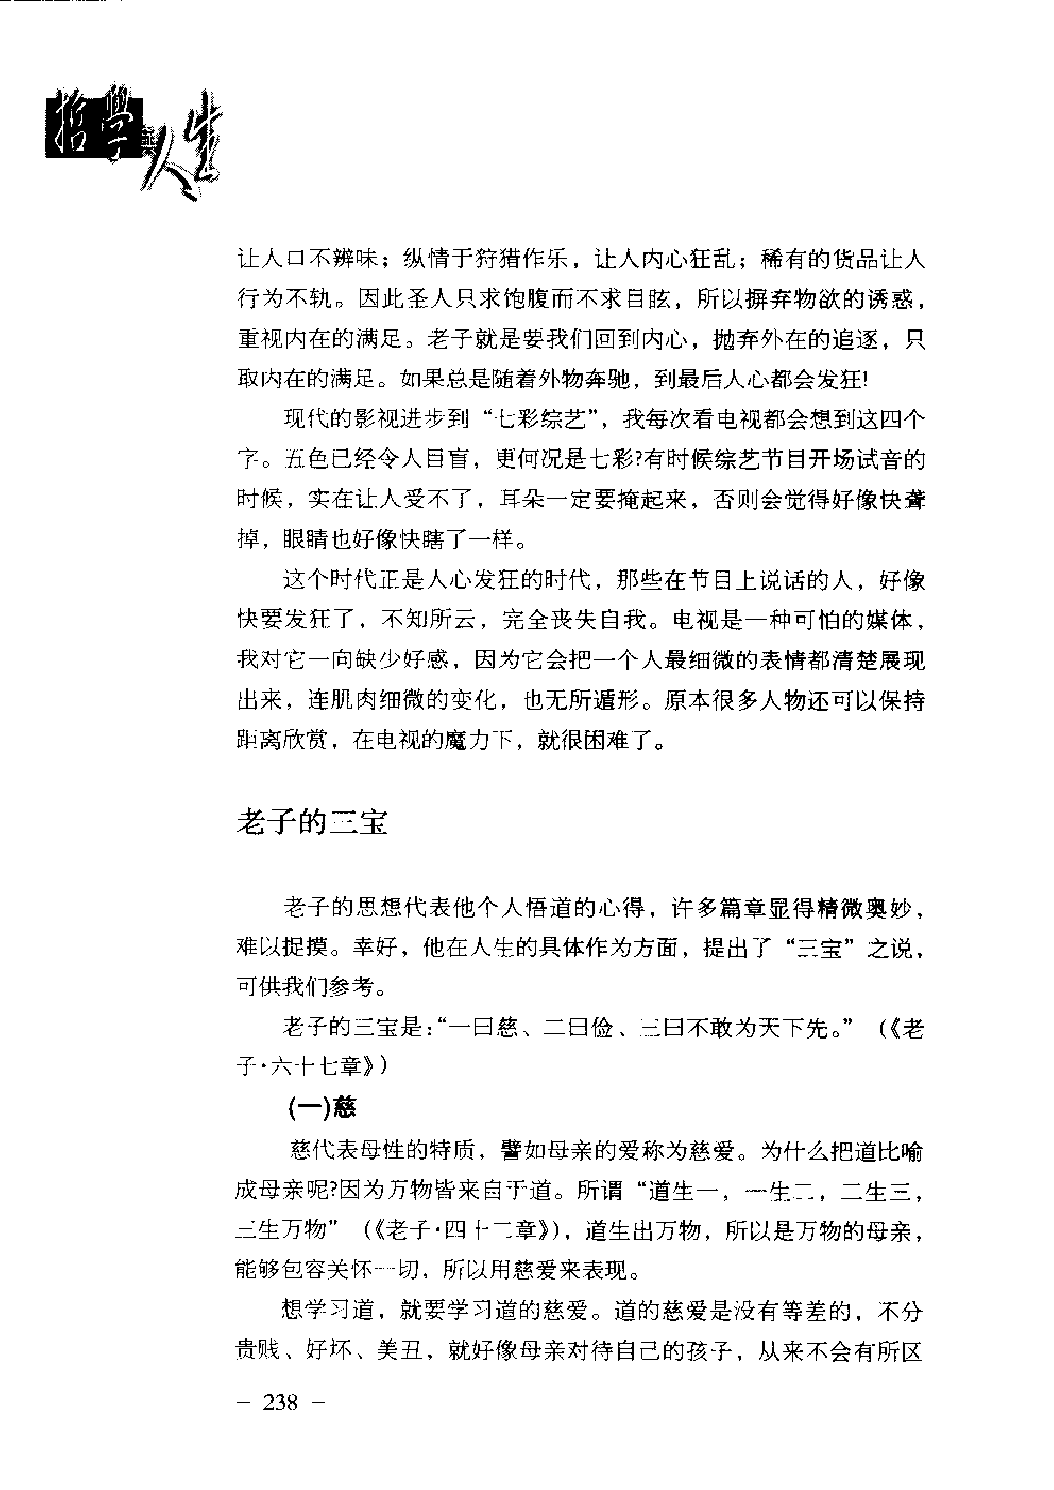 哲學與人生
让人口不辨味；纵情于狩猎作乐，让人内心狂乱；稀有的货品让人
行为不轨。因此圣人只求饱腹而不求目眩，所以摒弃物欲的诱惑，
重视内在的满足。老子就是要我们回到内心，抛弃外在的追逐，只
取内在的满足。如果总是随着外物奔驰，到最后人心都会发狂!
现代的影视进步到“七彩综艺”，我每次看电视都会想到这四个
字。五色已经令人目盲，更何况是七彩?有时候综艺节目开场试音的
时候，实在让人受不了，耳朵一定要掩起来，否则会觉得好像快聋
掉，眼睛也好像快瞎了一样。
这个时代正是人心发狂的时代，那些在节目上说话的人，好像
快要发狂了，不知所云，完全丧失自我。电视是一种可怕的媒体，
我对它一向缺少好感，因为它会把一个人最细微的表情都清楚展现
出来，连肌肉细微的变化，也无所遁形。原本很多人物还可以保持
距离欣赏，在电视的魔力下，就很困难了。
老子的三宝
老子的思想代表他个人悟道的心得，许多篇章显得精微奥妙，
难以捉摸。幸好，他在人生的具体作为方面，提出了“三宝”之说，
可供我们参考。
老子的三宝是:“一曰慈、二曰俭、三曰不敢为天下先。”（《老
子·六十七章》）
(一)慈
慈代表母性的特质，譬如母亲的爱称为慈爱。为什么把道比喻
成母亲呢?因为万物皆来自于道。所谓“道生一，一生二，二生三，
三生万物”（《老子·四十二章》），道生出万物，所以是万物的母亲，
能够包容关怀一切，所以用慈爱来表现。
想学习道，就要学习道的慈爱。道的慈爱是没有等差的，不分
贵贱、好坏、美丑，就好像母亲对待自己的孩子，从来不会有所区
- 238 -